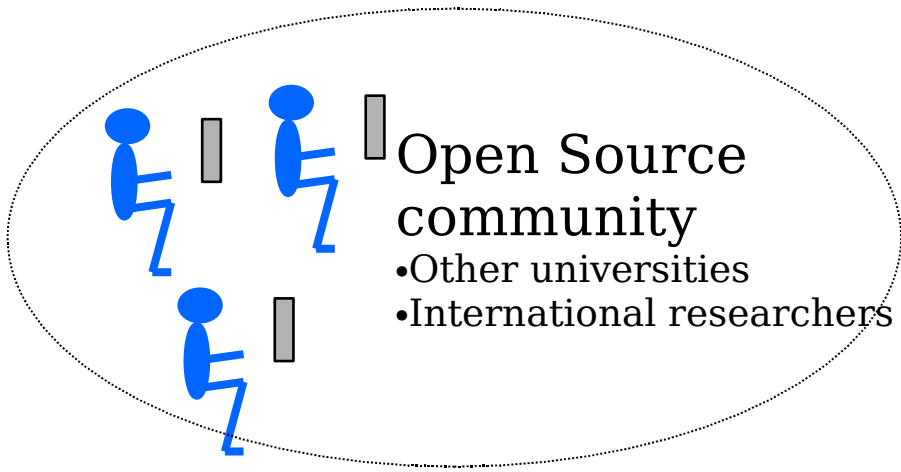 Open Source
community
•Other universities
•International researchers